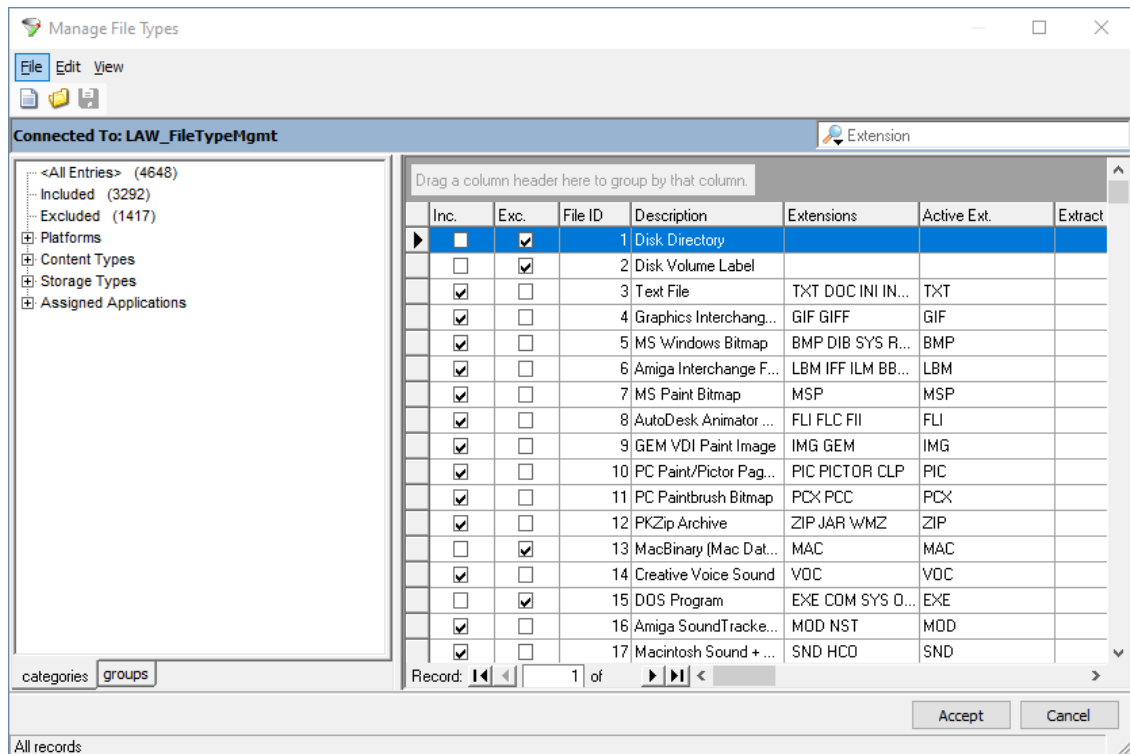 Manage File Types
File Edit View
Connected To: LAW_FileTypeMgmt
Extension
<All Entries> (4648)
Included (3292)
Excluded (1417)
Platforms
Content Types
Storage Types
Assigned Applications
categories groups
Drag a column header here to group by that column.
Inc. Exc. File ID Description Extensions Active Ext. Extract
1 Disk Directory
2 Disk Volume Label
3 Text File TXT DOC INI IN... TXT
4 Graphics Interchang... GIF GIFF GIF
5 MS Windows Bitmap BMP DIB SYS R... BMP
6 Amiga Interchange F... LBM IFF ILM BB... LBM
7 MS Paint Bitmap MSP MSP
8 AutoDesk Animator ... FLI FLC FII FLI
9 GEM VDI Paint Image IMG GEM IMG
10 PC Paint/Pictor Pag... PIC PICTOR CLP PIC
11 PC Paintbrush Bitmap PCX PCC PCX
12 PKZip Archive ZIP JAR WMZ ZIP
13 MacBinary (Mac Dat... MAC MAC
14 Creative Voice Sound VOC VOC
15 DOS Program EXE COM SYS O... EXE
16 Amiga SoundTracke... MOD NST MOD
17 Macintosh Sound + ... SND HCO SND
Record: 1 of
Accept Cancel
All records